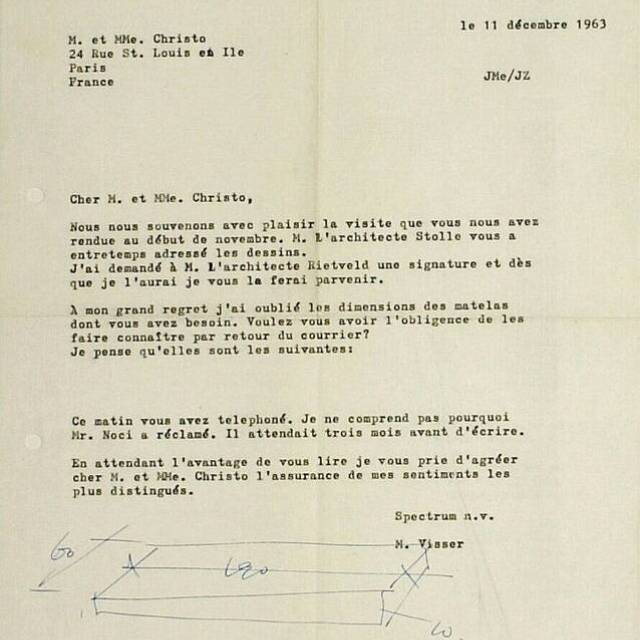 le 11 décembre 1963
M. et MMe. Christo
24 Rue St. Louis en Ile
Paris
France
JMe/JZ
Cher M. et MMe. Christo,
Nous nous souvenons avec plaisir la visite que vous nous avez
rendue au début de novembre. M. L'architecte Stolle vous a
entretemps adressé les dessins.
J'ai demandé à M. L'architecte Rietveld une signature et dès
que je l'aurai je vous la ferai parvenir.
A mon grand regret j'ai oublié les dimensions des matelas
dont vous avez besoin. Voulez vous avoir l'obligence de les
faire connaître par retour du courrier?
Je pense qu'elles sont les suivantes:
Ce matin vous avez telephoné. Je ne comprend pas pourquoi
Mr. Noci a réclamé. Il attendait trois mois avant d'écrire.
En attendant l'avantage de vous lire je vous prie d'agréer
cher M. et MMe. Christo l'assurance de mes sentiments les
plus distingués.
Spectrum n.v.
M. Visser
60
190
10